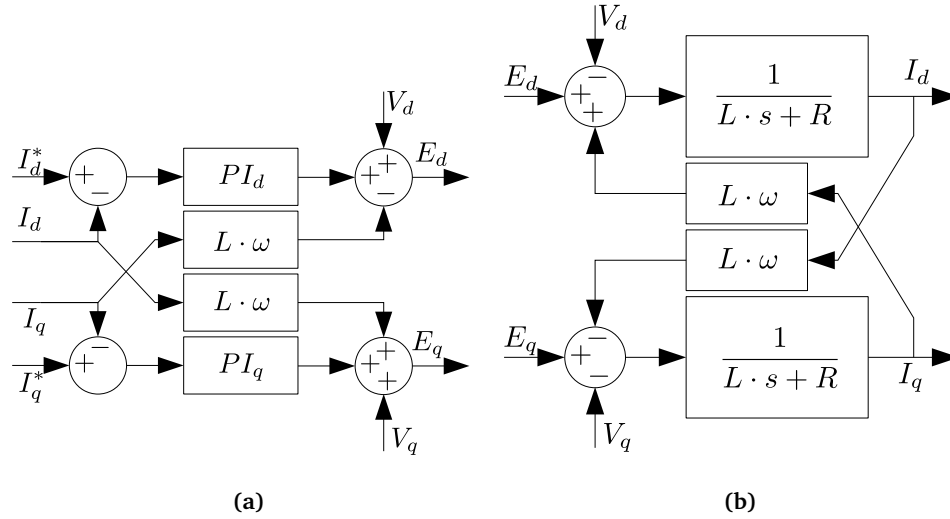 V_d
I_d^*
+
−
PI_d
+
+
−
E_d
I_d
L · ω
L · ω
I_q
+
−
I_q^*
PI_q
+
+
+
E_q
V_q
(a)
V_d
E_d
+
−
+
1
L · s + R
I_d
L · ω
L · ω
E_q
+
−
−
1
L · s + R
I_q
V_q
(b)